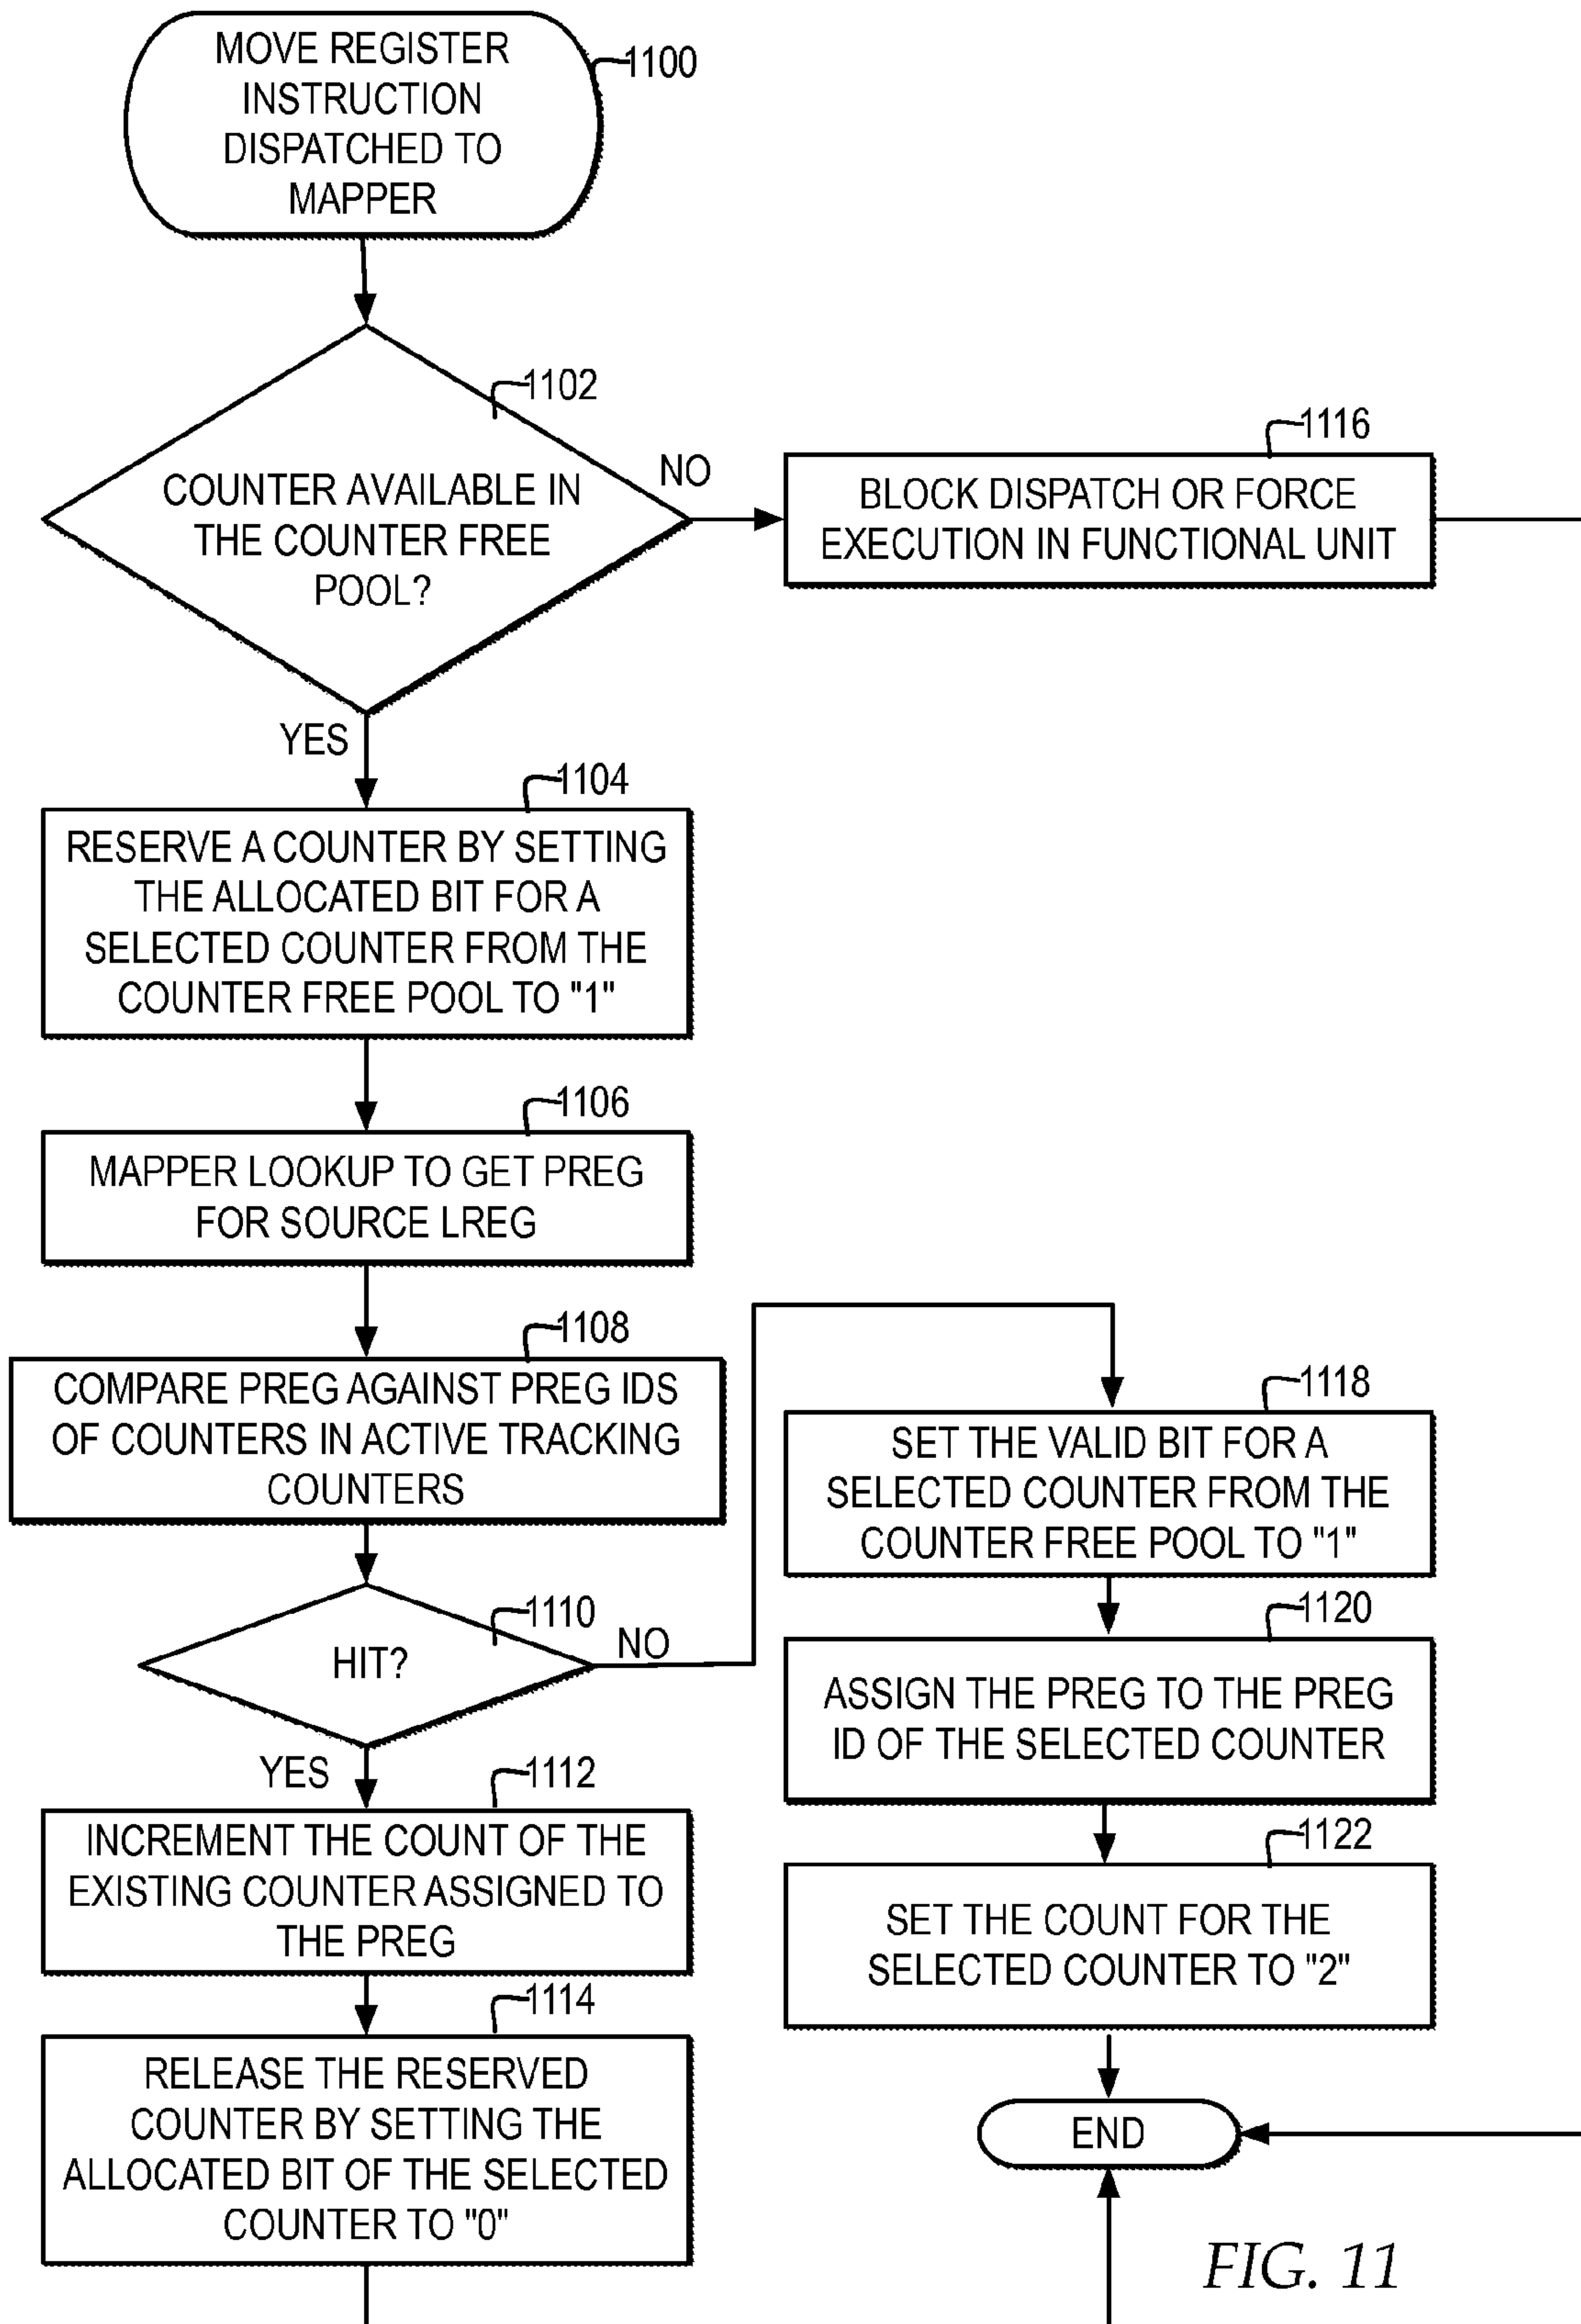 MOVE REGISTER
INSTRUCTION
DISPATCHED TO
MAPPER
1100
1102
COUNTER AVAILABLE IN
THE COUNTER FREE
POOL?
NO
1116
BLOCK DISPATCH OR FORCE
EXECUTION IN FUNCTIONAL UNIT
YES
1104
RESERVE A COUNTER BY SETTING
THE ALLOCATED BIT FOR A
SELECTED COUNTER FROM THE
COUNTER FREE POOL TO "1"
1106
MAPPER LOOKUP TO GET PREG
FOR SOURCE LREG
1108
COMPARE PREG AGAINST PREG IDS
OF COUNTERS IN ACTIVE TRACKING
COUNTERS
1110
HIT?
NO
YES
1112
INCREMENT THE COUNT OF THE
EXISTING COUNTER ASSIGNED TO
THE PREG
1114
RELEASE THE RESERVED
COUNTER BY SETTING THE
ALLOCATED BIT OF THE SELECTED
COUNTER TO "0"
1118
SET THE VALID BIT FOR A
SELECTED COUNTER FROM THE
COUNTER FREE POOL TO "1"
1120
ASSIGN THE PREG TO THE PREG
ID OF THE SELECTED COUNTER
1122
SET THE COUNT FOR THE
SELECTED COUNTER TO "2"
END
FIG. 11